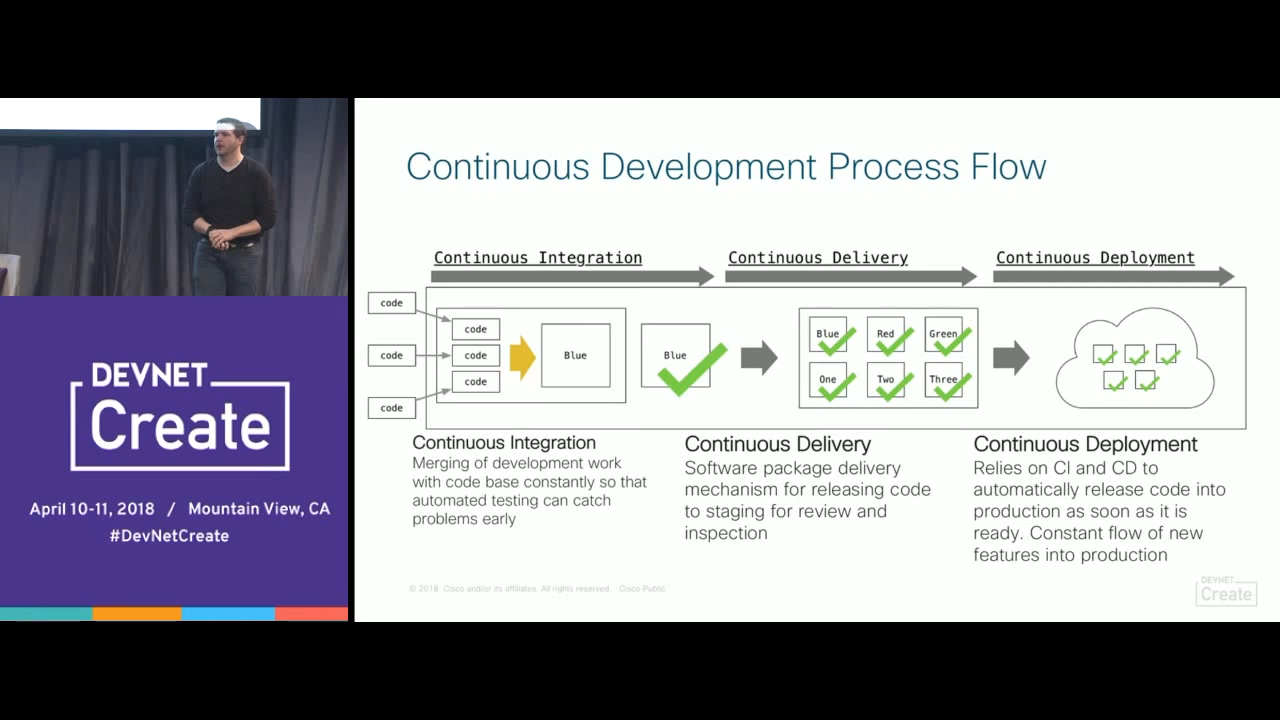 DEVNET
Create
April 10-11, 2018 / Mountain View, CA
#DevNetCreate
Continuous Development Process Flow
Continuous Integration
Continuous Delivery
Continuous Deployment
code
code
code
code
code
code
Blue
Blue
Blue
Red
Green
One
Two
Three
Continuous Integration
Merging of development work
with code base constantly so that
automated testing can catch
problems early
Continuous Delivery
Software package delivery
mechanism for releasing code
to staging for review and
inspection
Continuous Deployment
Relies on CI and CD to
automatically release code into
production as soon as it is
ready. Constant flow of new
features into production
© 2018 Cisco and/or its affiliates. All rights reserved. Cisco Public
DEVNET
Create